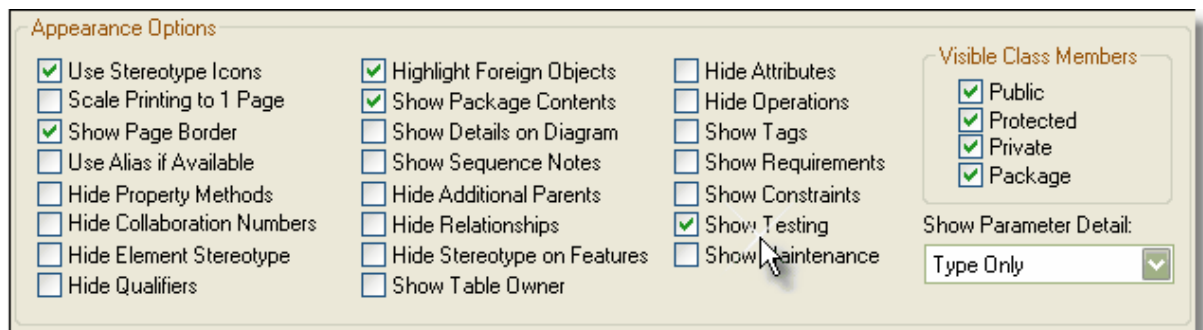 Appearance Options
Use Stereotype Icons
Scale Printing to 1 Page
Show Page Border
Use Alias if Available
Hide Property Methods
Hide Collaboration Numbers
Hide Element Stereotype
Hide Qualifiers
Highlight Foreign Objects
Show Package Contents
Show Details on Diagram
Show Sequence Notes
Hide Additional Parents
Hide Relationships
Hide Stereotype on Features
Show Table Owner
Hide Attributes
Hide Operations
Show Tags
Show Requirements
Show Constraints
Show Testing
Show Maintenance
Visible Class Members
Public
Protected
Private
Package
Show Parameter Detail:
Type Only